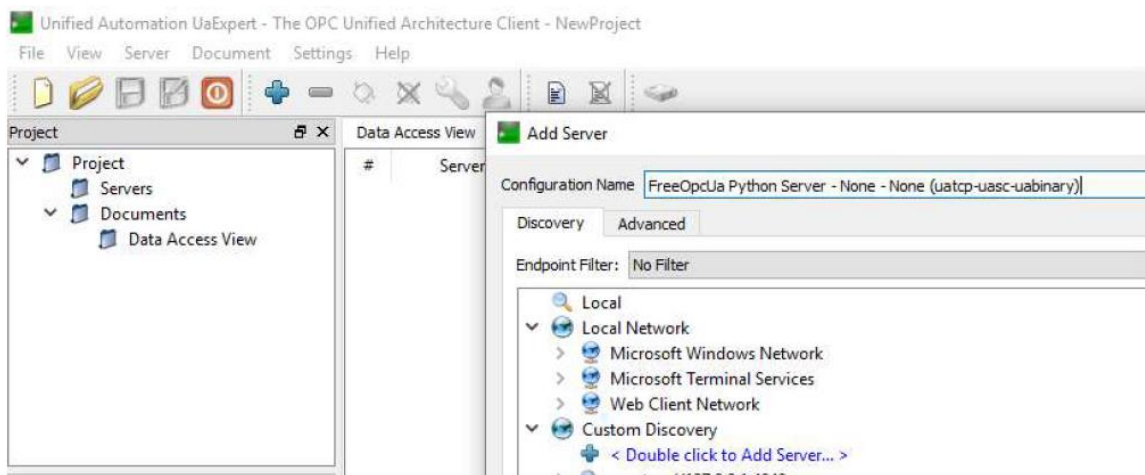 Unified Automation UaExpert - The OPC Unified Architecture Client - NewProject
File View Server Document Settings Help
Project
Project
Servers
Documents
Data Access View
Data Access View
# Server
Add Server
Configuration Name FreeOpcUa Python Server - None - None (uatcp-uasc-uabinary)
Discovery Advanced
Endpoint Filter: No Filter
Local
Local Network
Microsoft Windows Network
Microsoft Terminal Services
Web Client Network
Custom Discovery
< Double click to Add Server... >